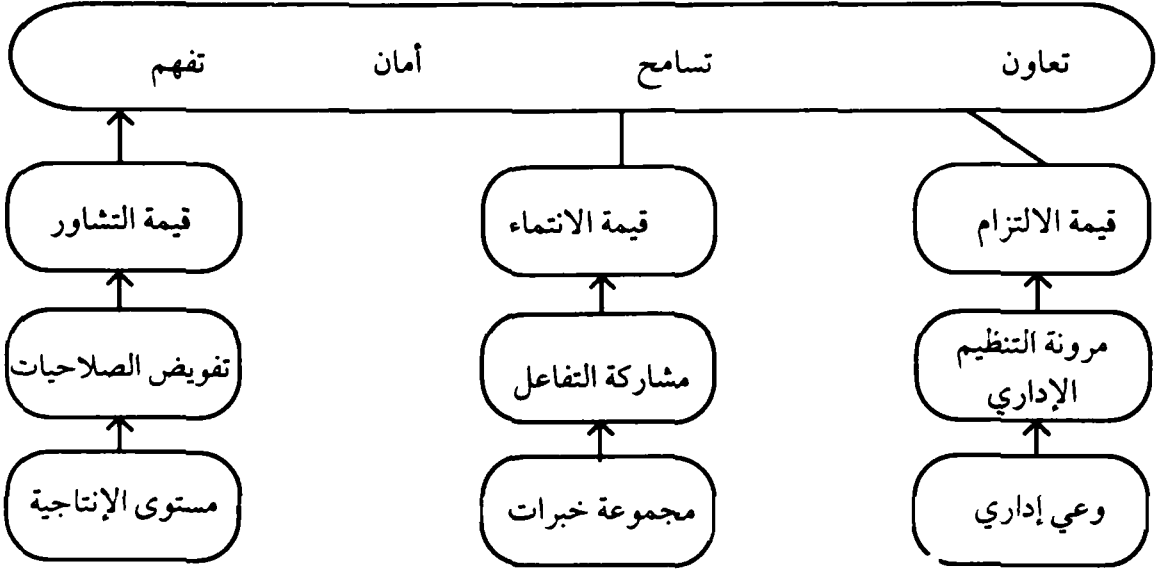 تعاون تسامح أمان تفهم
قيمة الالتزام
قيمة الانتماء
قيمة التشاور
مرونة التنظيم
الإداري
مشاركة التفاعل
تفويض الصلاحيات
وعي إداري
مجموعة خبرات
مستوى الإنتاجية